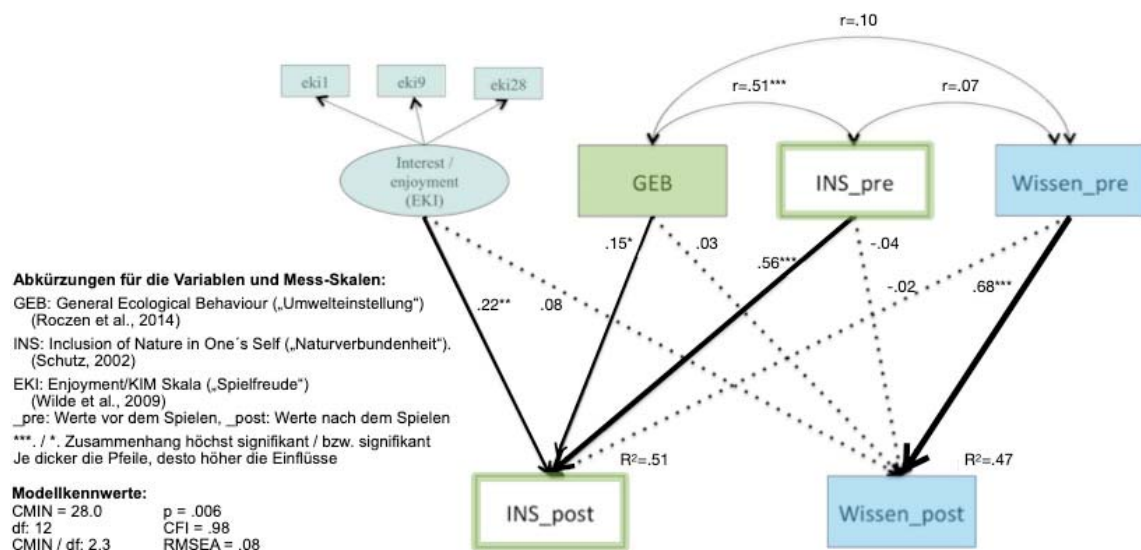 r=.10
eki1
eki9
eki28
r=.51***
r=.07
Interest /
enjoyment
(EKI)
GEB
INS_pre
Wissen_pre
.15*
.03
-.04
.56***
-.02
.22**
.08
.68***
Abkürzungen für die Variablen und Mess-Skalen:
GEB: General Ecological Behaviour („Umwelteinstellung“)
(Roczen et al., 2014)
INS: Inclusion of Nature in One´s Self („Naturverbundenheit“).
(Schutz, 2002)
EKI: Enjoyment/KIM Skala („Spielfreude“)
(Wilde et al., 2009)
_pre: Werte vor dem Spielen, _post: Werte nach dem Spielen
***. / *. Zusammenhang höchst signifikant / bzw. signifikant
Je dicker die Pfeile, desto höher die Einflüsse
R²=.51
R²=.47
INS_post
Wissen_post
Modellkennwerte:
CMIN = 28.0 p = .006
df: 12 CFI = .98
CMIN / df: 2.3 RMSEA = .08